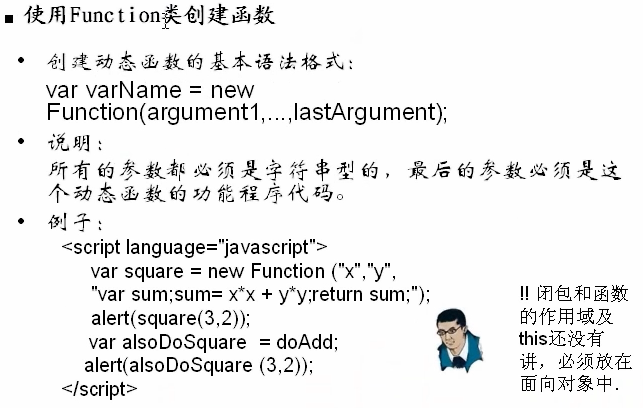 使用Function类创建函数
• 创建动态函数的基本语法格式：
var varName = new
Function(argument1,...,lastArgument);
• 说明：
所有的参数都必须是字符串型的，最后的参数必须是这
个动态函数的功能程序代码。
• 例子：
<script language="javascript">
var square = new Function ("x","y",
"var sum;sum= x*x + y*y;return sum;");
alert(square(3,2));
var alsoDoSquare = doAdd;
alert(alsoDoSquare (3,2));
</script>
!! 闭包和函数
的作用域及
this还没有
讲，必须放在
面向对象中.